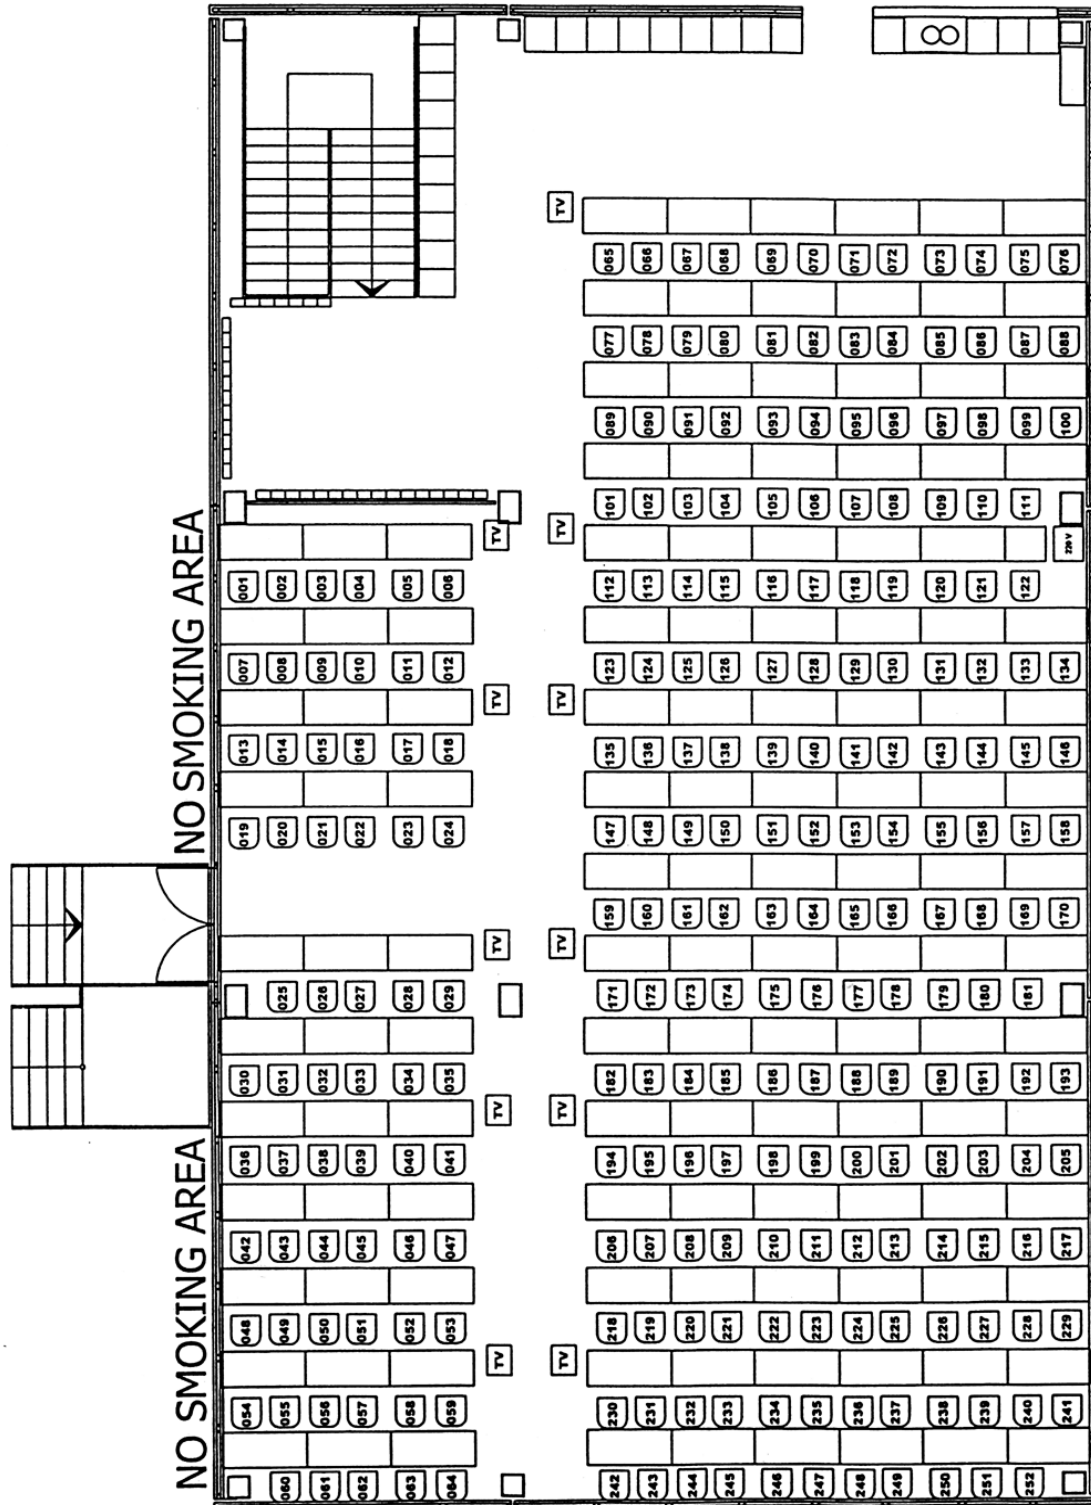 NO SMOKING AREA
NO SMOKING AREA
TV
065 066 067 068 069 070 071 072 073 074 075 076
077 078 079 080 081 082 083 084 085 086 087 088
089 090 091 092 093 094 095 096 097 098 099 100
101 102 103 104 105 106 107 108 109 110 111
TV TV 220 V
001 002 003 004 005 006 112 113 114 115 116 117 118 119 120 121 122
007 008 009 010 011 012 123 124 125 126 127 128 129 130 131 132 133 134
TV TV
013 014 015 016 017 018 135 136 137 138 139 140 141 142 143 144 145 146
019 020 021 022 023 024 147 148 149 150 151 152 153 154 155 156 157 158
159 160 161 162 163 164 165 166 167 168 169 170
TV TV
025 026 027 028 029 171 172 173 174 175 176 177 178 179 180 181
030 031 032 033 034 035 182 183 184 185 186 187 188 189 190 191 192 193
TV TV
036 037 038 039 040 041 194 195 196 197 198 199 200 201 202 203 204 205
042 043 044 045 046 047 206 207 208 209 210 211 212 213 214 215 216 217
048 049 050 051 052 053 218 219 220 221 222 223 224 225 226 227 228 229
TV TV
054 055 056 057 058 059 230 231 232 233 234 235 236 237 238 239 240 241
060 061 062 063 064 242 243 244 245 246 247 248 249 250 251 252